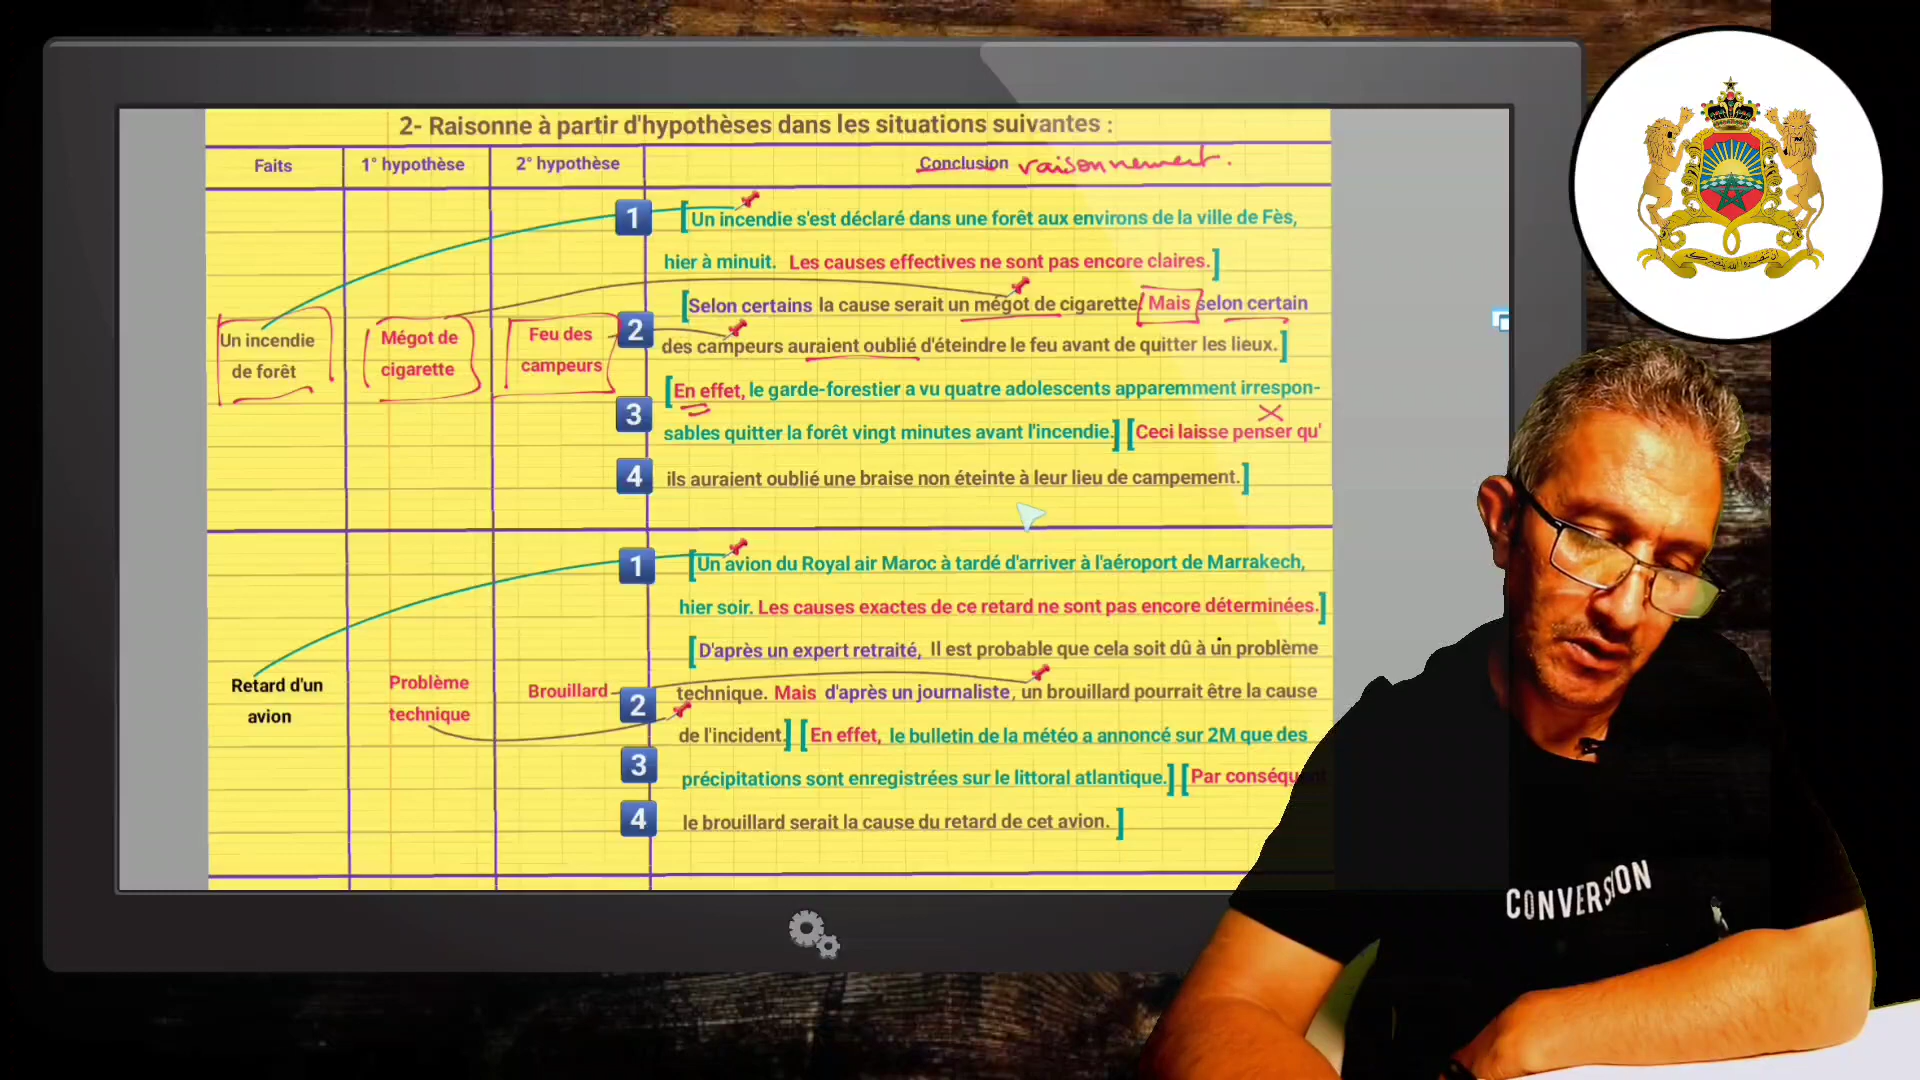 2- Raisonne à partir d'hypothèses dans les situations suivantes :
Faits 1° hypothèse 2° hypothèse Conclusion raisonnement.
1 [Un incendie s'est déclaré dans une forêt aux environs de la ville de Fès,
hier à minuit. Les causes effectives ne sont pas encore claires.]
[Selon certains la cause serait un mégot de cigarette Mais selon certain
Un incendie
de forêt
Mégot de
cigarette
Feu des
campeurs
2 des campeurs auraient oublié d'éteindre le feu avant de quitter les lieux.]
[En effet, le garde-forestier a vu quatre adolescents apparemment irrespon-
3 sables quitter la forêt vingt minutes avant l'incendie.] [Ceci laisse penser qu'
4 ils auraient oublié une braise non éteinte à leur lieu de campement.]
1 [Un avion du Royal air Maroc à tardé d'arriver à l'aéroport de Marrakech,
hier soir. Les causes exactes de ce retard ne sont pas encore déterminées.]
[D'après un expert retraité, Il est probable que cela soit dû à un problème
Retard d'un
avion
Problème
technique
Brouillard
2 technique. Mais d'après un journaliste, un brouillard pourrait être la cause
de l'incident.] [En effet, le bulletin de la météo a annoncé sur 2M que des
3 précipitations sont enregistrées sur le littoral atlantique.] [Par conséquent
4 le brouillard serait la cause du retard de cet avion. ]
CONVERSION